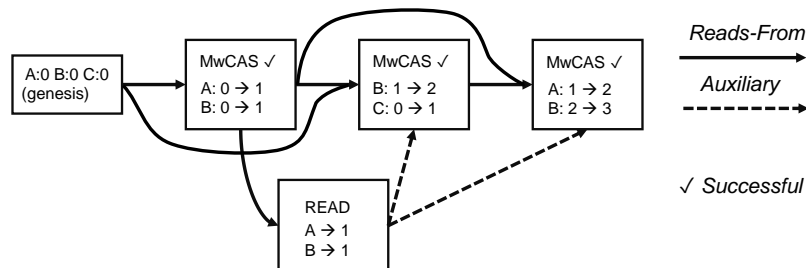 A:0 B:0 C:0
(genesis)
MwCAS ✓
A: 0 → 1
B: 0 → 1
MwCAS ✓
B: 1 → 2
C: 0 → 1
MwCAS ✓
A: 1 → 2
B: 2 → 3
READ
A → 1
B → 1
Reads-From
Auxiliary
✓ Successful